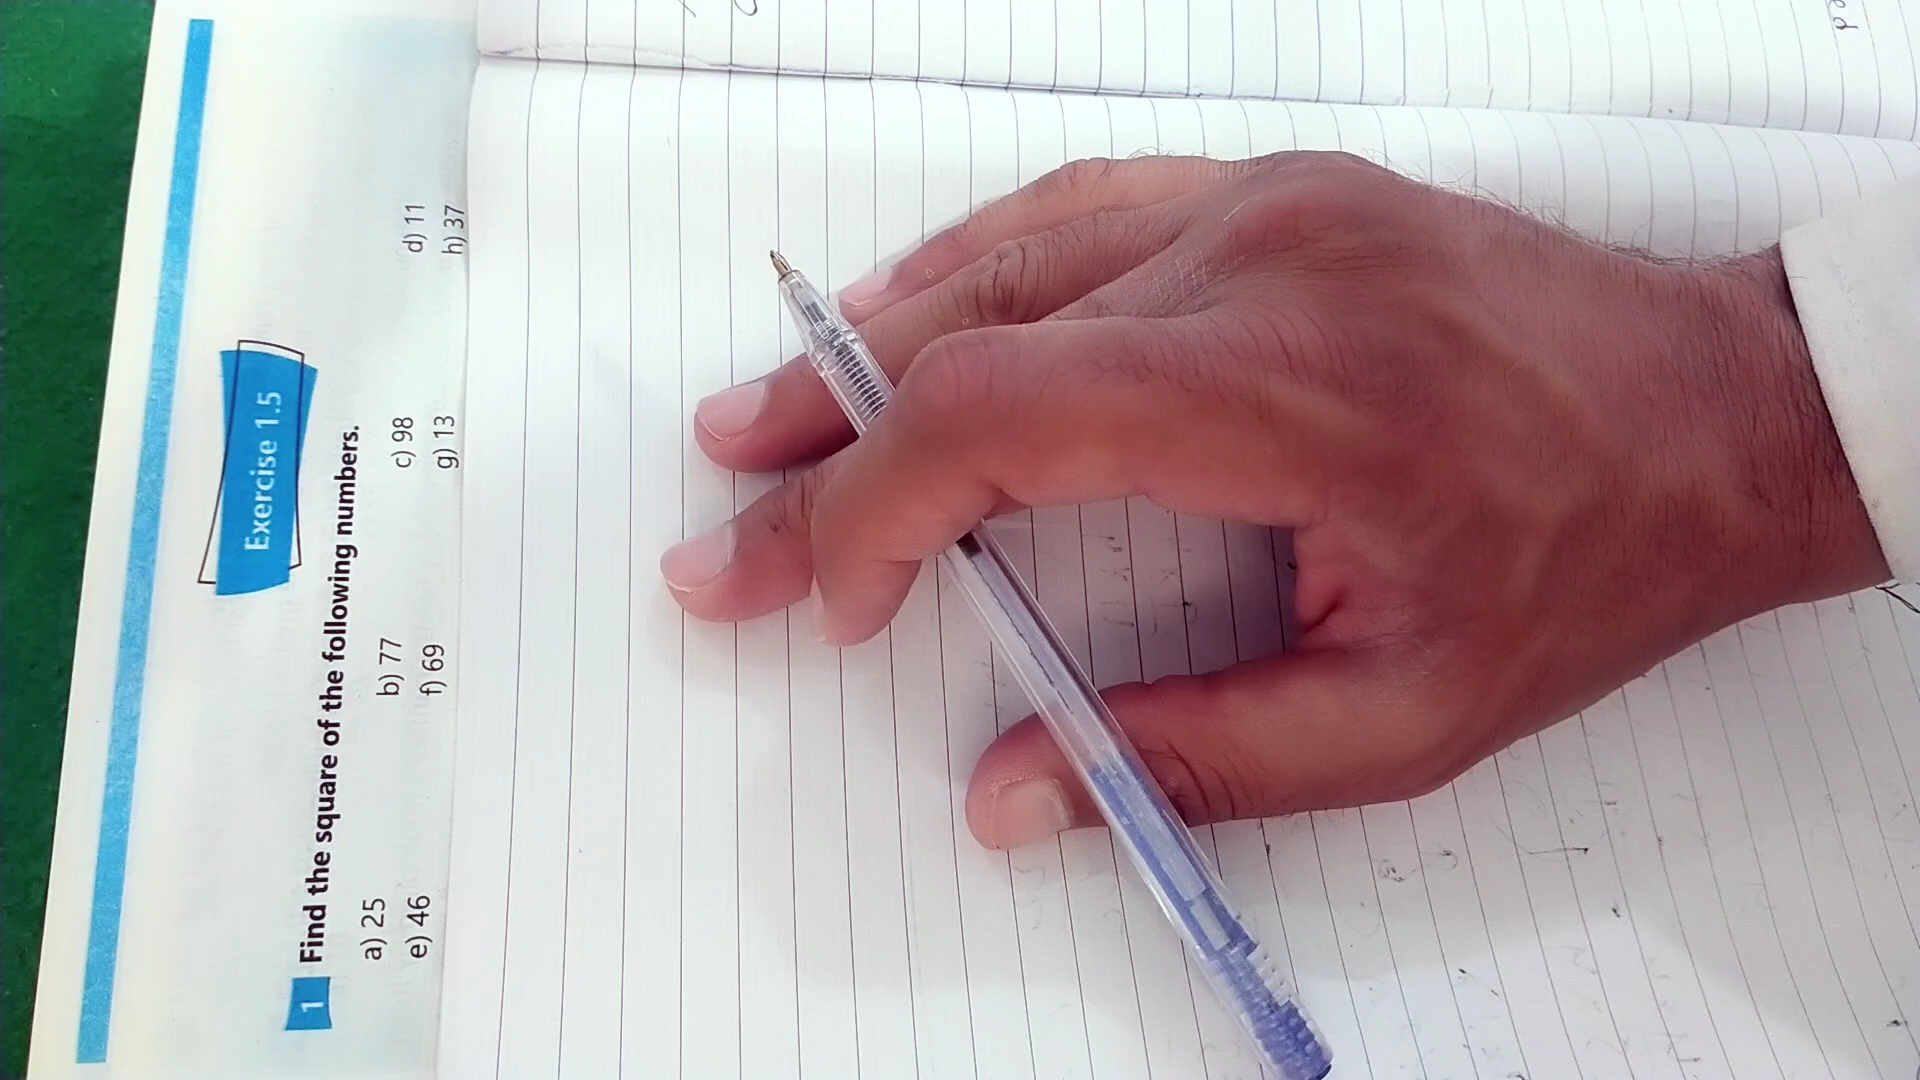 Exercise 1.5
1 Find the square of the following numbers.
a) 25 b) 77 c) 98 d) 11
e) 46 f) 69 g) 13 h) 37